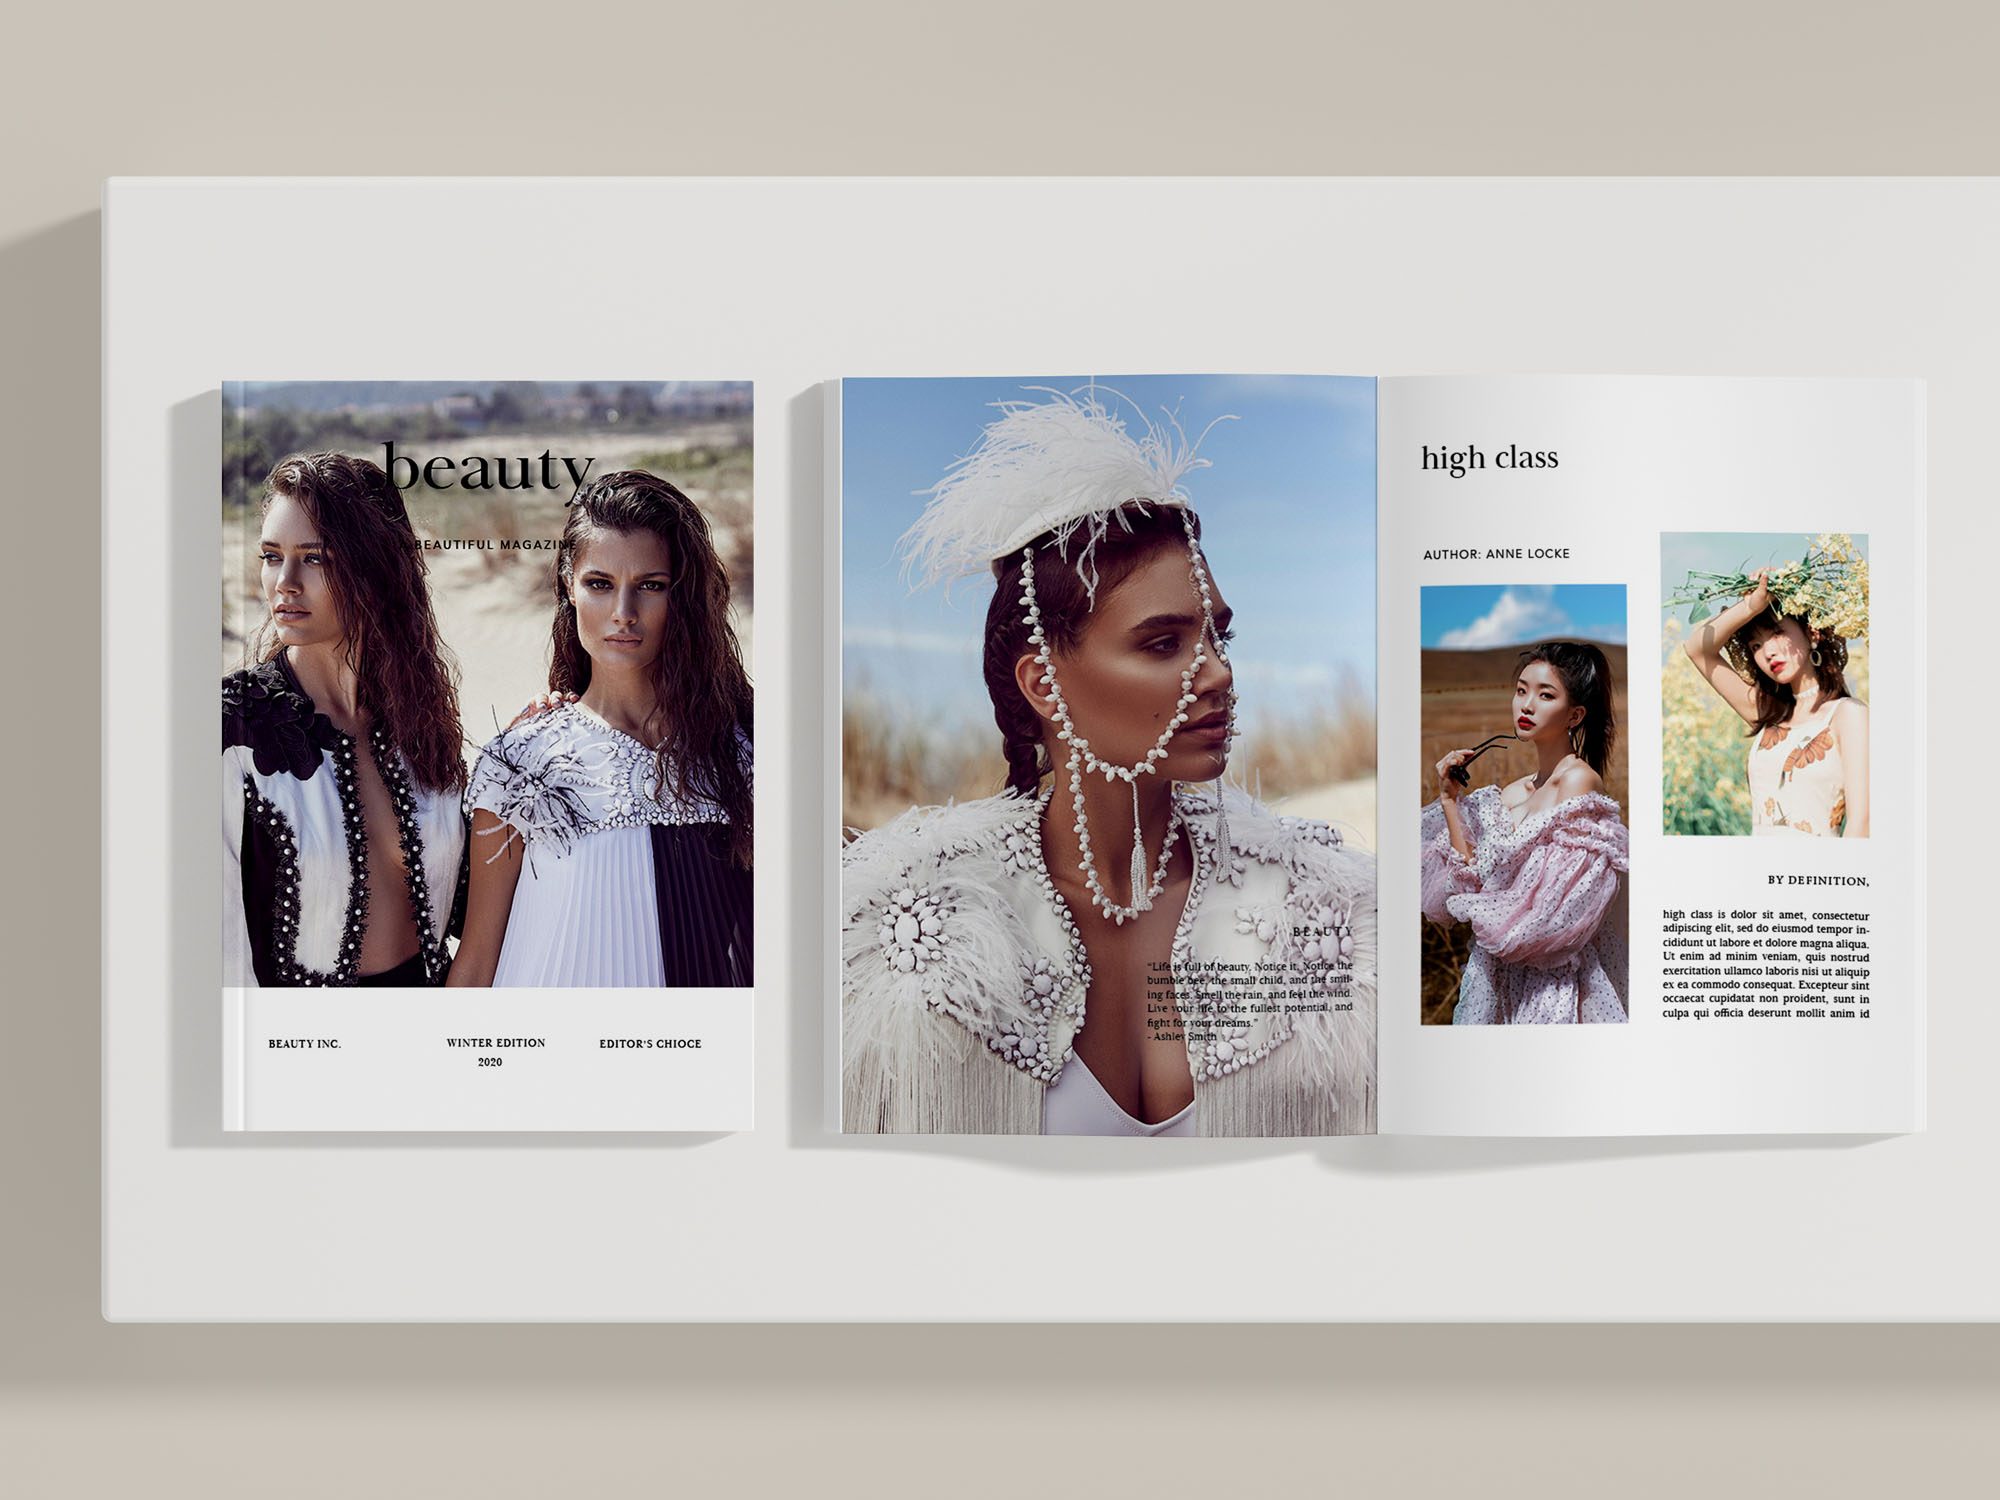 beauty
A BEAUTIFUL MAGAZINE
BEAUTY INC.
WINTER EDITION
2020
EDITOR'S CHIOCE
BEAUTY
"Life is full of beauty. Notice it. Notice the
bumble bee, the small child, and the smil-
ing faces. Smell the rain, and feel the wind.
Live your life to the fullest potential, and
fight for your dreams."
- Ashley Smith
high class
AUTHOR: ANNE LOCKE
BY DEFINITION,
high class is dolor sit amet, consectetur
adipiscing elit, sed do eiusmod tempor in-
cididunt ut labore et dolore magna aliqua.
Ut enim ad minim veniam, quis nostrud
exercitation ullamco laboris nisi ut aliquip
ex ea commodo consequat. Excepteur sint
occaecat cupidatat non proident, sunt in
culpa qui officia deserunt mollit anim id